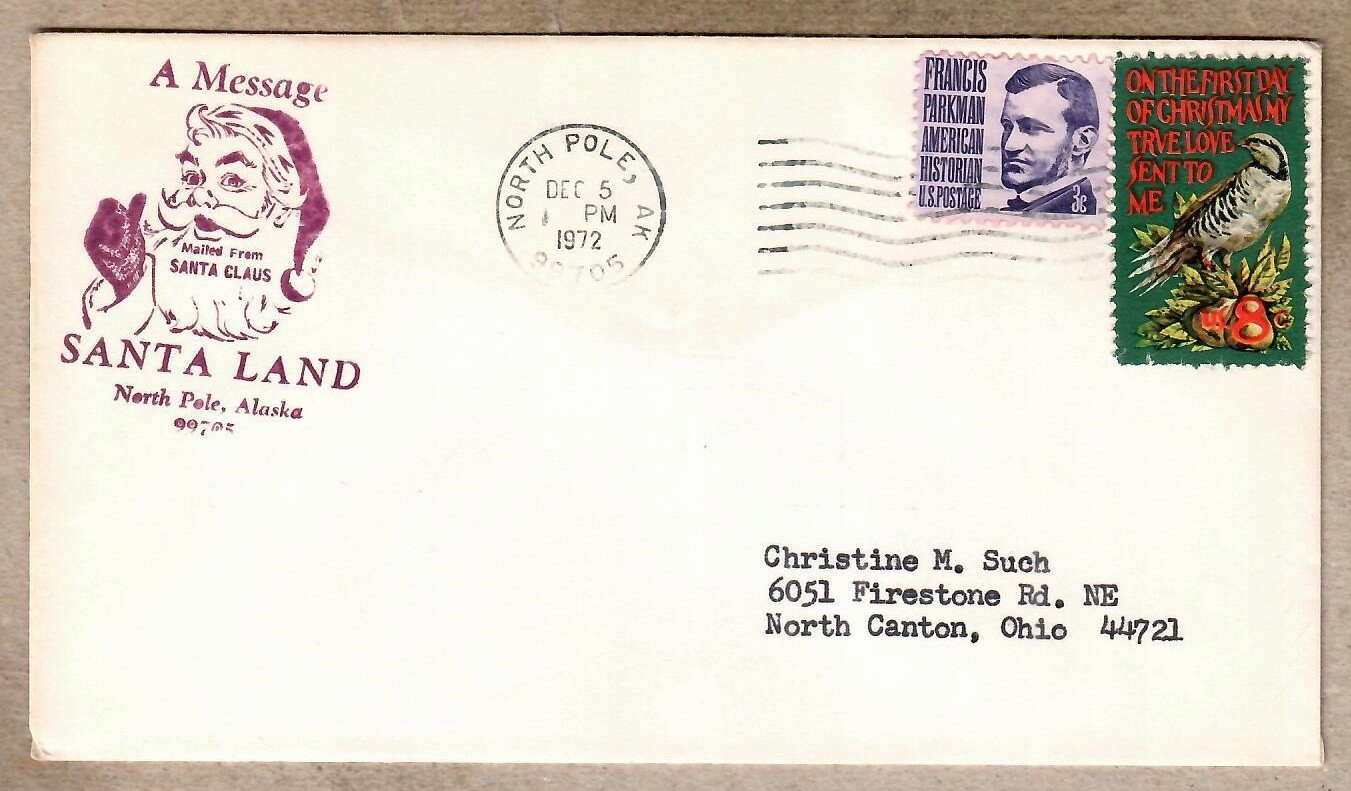 A Message
Mailed From
SANTA CLAUS
SANTA LAND
North Pole, Alaska
99705
NORTH POLE, AK
DEC 5
PM
1972
99705
FRANCIS
PARKMAN
AMERICAN
HISTORIAN
U.S.POSTAGE
3c
ON THE FIRST DAY
OF CHRISTMAS MY
TRVE LOVE
SENT TO
ME
U.S. 8c
Christine M. Such
6051 Firestone Rd. NE
North Canton, Ohio 44721